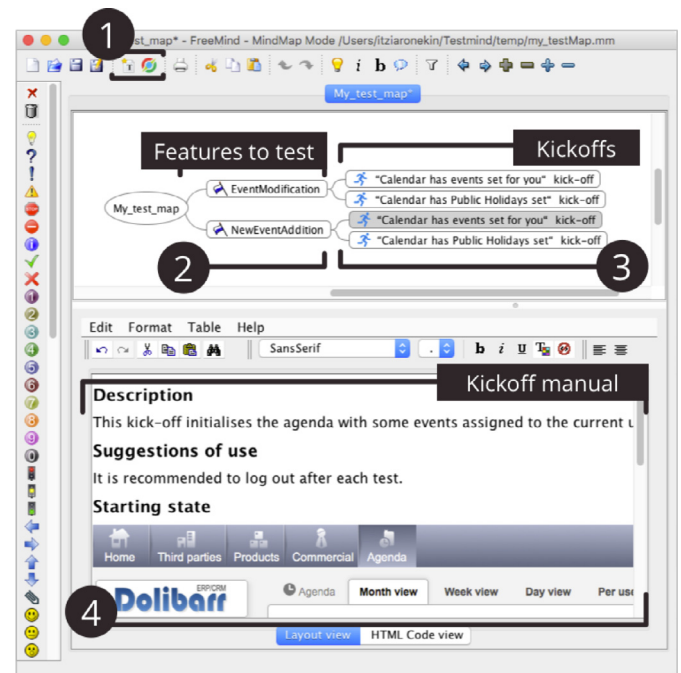 1
st_map* - FreeMind - MindMap Mode /Users/itziaronekin/Testmind/temp/my_testMap.mm
My_test_map*
Features to test
Kickoffs
EventModification
"Calendar has events set for you" kick-off
"Calendar has Public Holidays set" kick-off
My_test_map
NewEventAddition
"Calendar has events set for you" kick-off
"Calendar has Public Holidays set" kick-off
2
3
Edit Format Table Help
SansSerif
Kickoff manual
Description
This kick-off initialises the agenda with some events assigned to the current u
Suggestions of use
It is recommended to log out after each test.
Starting state
Home Third parties Products Commercial Agenda
Dolibarr ERP/CRM
Agenda Month view Week view Day view Per use
4
Layout view HTML Code view